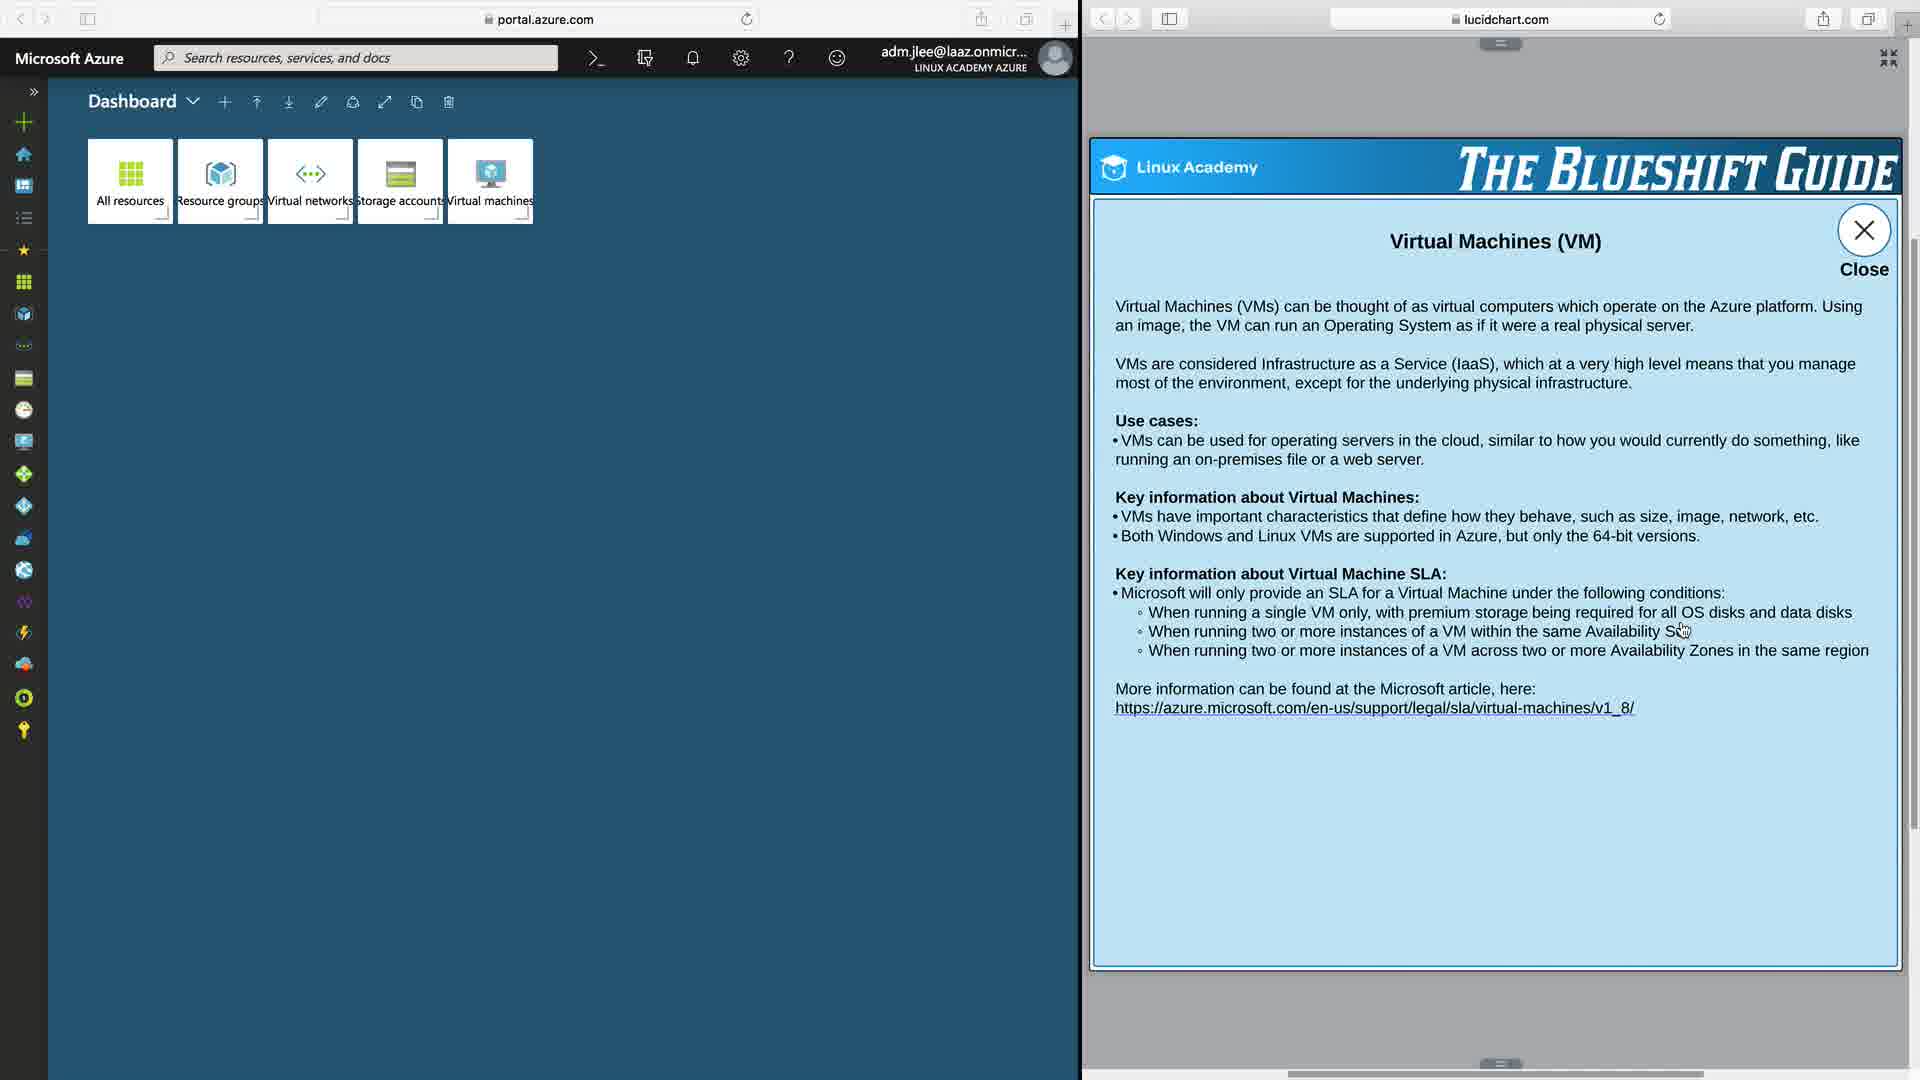 portal.azure.com
lucidchart.com
Microsoft Azure
Search resources, services, and docs
adm.jlee@laaz.onmicr...
LINUX ACADEMY AZURE
Dashboard
All resources
Resource groups
Virtual networks
Storage accounts
Virtual machines
Linux Academy
THE BLUESHIFT GUIDE
Virtual Machines (VM)
Close
Virtual Machines (VMs) can be thought of as virtual computers which operate on the Azure platform. Using
an image, the VM can run an Operating System as if it were a real physical server.
VMs are considered Infrastructure as a Service (IaaS), which at a very high level means that you manage
most of the environment, except for the underlying physical infrastructure.
Use cases:
• VMs can be used for operating servers in the cloud, similar to how you would currently do something, like
running an on-premises file or a web server.
Key information about Virtual Machines:
• VMs have important characteristics that define how they behave, such as size, image, network, etc.
• Both Windows and Linux VMs are supported in Azure, but only the 64-bit versions.
Key information about Virtual Machine SLA:
• Microsoft will only provide an SLA for a Virtual Machine under the following conditions:
◦ When running a single VM only, with premium storage being required for all OS disks and data disks
◦ When running two or more instances of a VM within the same Availability
◦ When running two or more instances of a VM across two or more Availability Zones in the same region
More information can be found at the Microsoft article, here:
https://azure.microsoft.com/en-us/support/legal/sla/virtual-machines/v1_8/